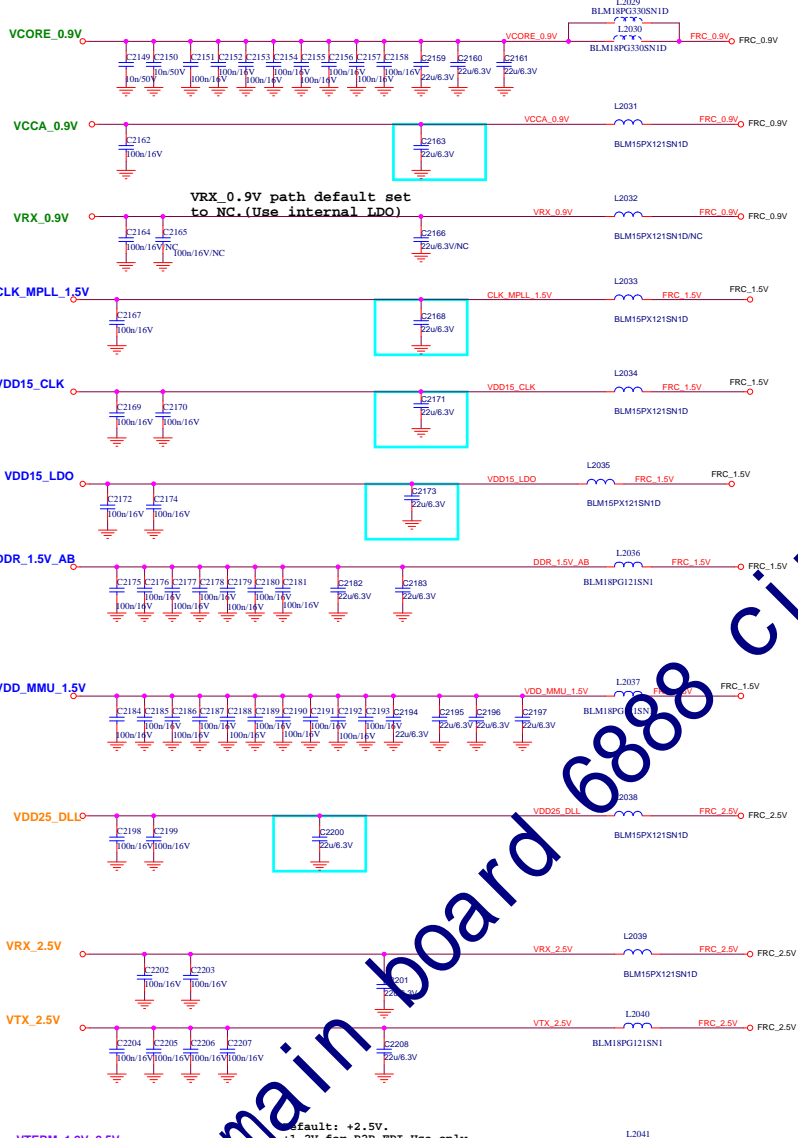 L2029
BLM18PG330SN1D
L2030
BLM18PG330SN1D
VCORE_0.9V
VCORE_0.9V
FRC_0.9V
FRC_0.9V
C2149
10n/50V
C2150
10n/50V
C2151
100n/16V
C2152
100n/16V
C2153
100n/16V
C2154
100n/16V
C2155
100n/16V
C2156
100n/16V
C2157
100n/16V
C2158
100n/16V
C2159
22u/6.3V
C2160
22u/6.3V
C2161
22u/6.3V
VCCA_0.9V
VCCA_0.9V
L2031
BLM15PX121SN1D
FRC_0.9V
FRC_0.9V
C2162
100n/16V
C2163
22u/6.3V
VRX_0.9V path default set
to NC.(Use internal LDO)
VRX_0.9V
VRX_0.9V
L2032
BLM15PX121SN1D/NC
FRC_0.9V
FRC_0.9V
C2164
100n/16V/NC
C2165
100n/16V/NC
C2166
22u/6.3V/NC
CLK_MPLL_1.5V
CLK_MPLL_1.5V
L2033
BLM15PX121SN1D
FRC_1.5V
FRC_1.5V
C2167
100n/16V
C2168
22u/6.3V
VDD15_CLK
VDD15_CLK
L2034
BLM15PX121SN1D
FRC_1.5V
FRC_1.5V
C2169
100n/16V
C2170
100n/16V
C2171
22u/6.3V
VDD15_LDO
VDD15_LDO
L2035
BLM15PX121SN1D
FRC_1.5V
FRC_1.5V
C2172
100n/16V
C2174
100n/16V
C2173
22u/6.3V
DDR_1.5V_AB
DDR_1.5V_AB
L2036
BLM18PG121SN1
FRC_1.5V
FRC_1.5V
C2175
100n/16V
C2176
100n/16V
C2177
100n/16V
C2178
100n/16V
C2179
100n/16V
C2180
100n/16V
C2181
100n/16V
C2182
22u/6.3V
C2183
22u/6.3V
VDD_MMU_1.5V
VDD_MMU_1.5V
L2037
FRC_1.5V
C2184
100n/16V
C2185
100n/16V
C2186
100n/16V
C2187
100n/16V
C2188
100n/16V
C2189
100n/16V
C2190
100n/16V
C2191
100n/16V
C2192
100n/16V
C2193
100n/16V
C2194
22u/6.3V
C2195
22u/6.3V
C2196
22u/6.3V
C2197
22u/6.3V
VDD25_DLL
VDD25_DLL
L2038
BLM15PX121SN1D
FRC_2.5V
FRC_2.5V
C2198
100n/16V
C2199
100n/16V
C2200
22u/6.3V
VRX_2.5V
VRX_2.5V
L2039
BLM15PX121SN1D
FRC_2.5V
FRC_2.5V
C2202
100n/16V
C2203
100n/16V
VTX_2.5V
VTX_2.5V
L2040
BLM18PG121SN1
FRC_2.5V
FRC_2.5V
C2204
100n/16V
C2205
100n/16V
C2206
100n/16V
C2207
100n/16V
C2208
22u/6.3V
main board 6888
+2.5V.
L2041